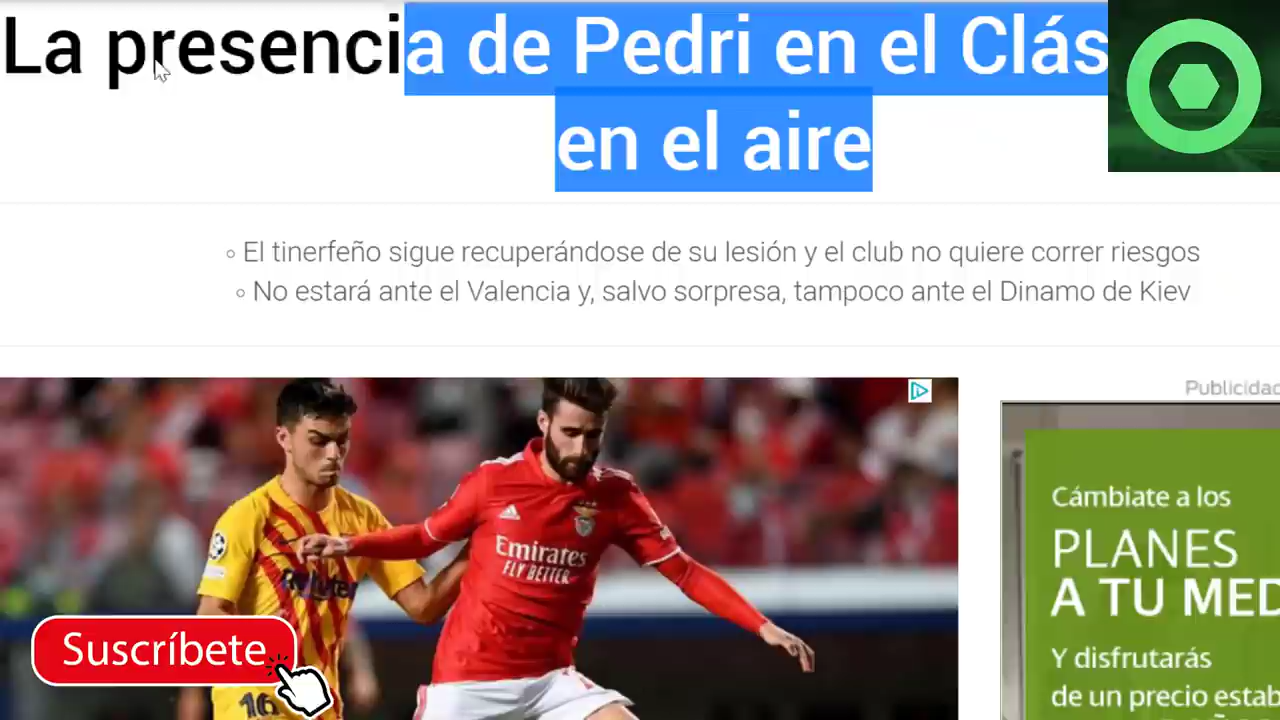 La presencia de Pedri en el Clás
en el aire
El tinerfeño sigue recuperándose de su lesión y el club no quiere correr riesgos
No estará ante el Valencia y, salvo sorpresa, tampoco ante el Dinamo de Kiev
Publicidad
Cámbiate a los
PLANES
A TU MED
Y disfrutarás
de un precio estab
Emirates
FLY BETTER
Rakuten
16
Suscríbete